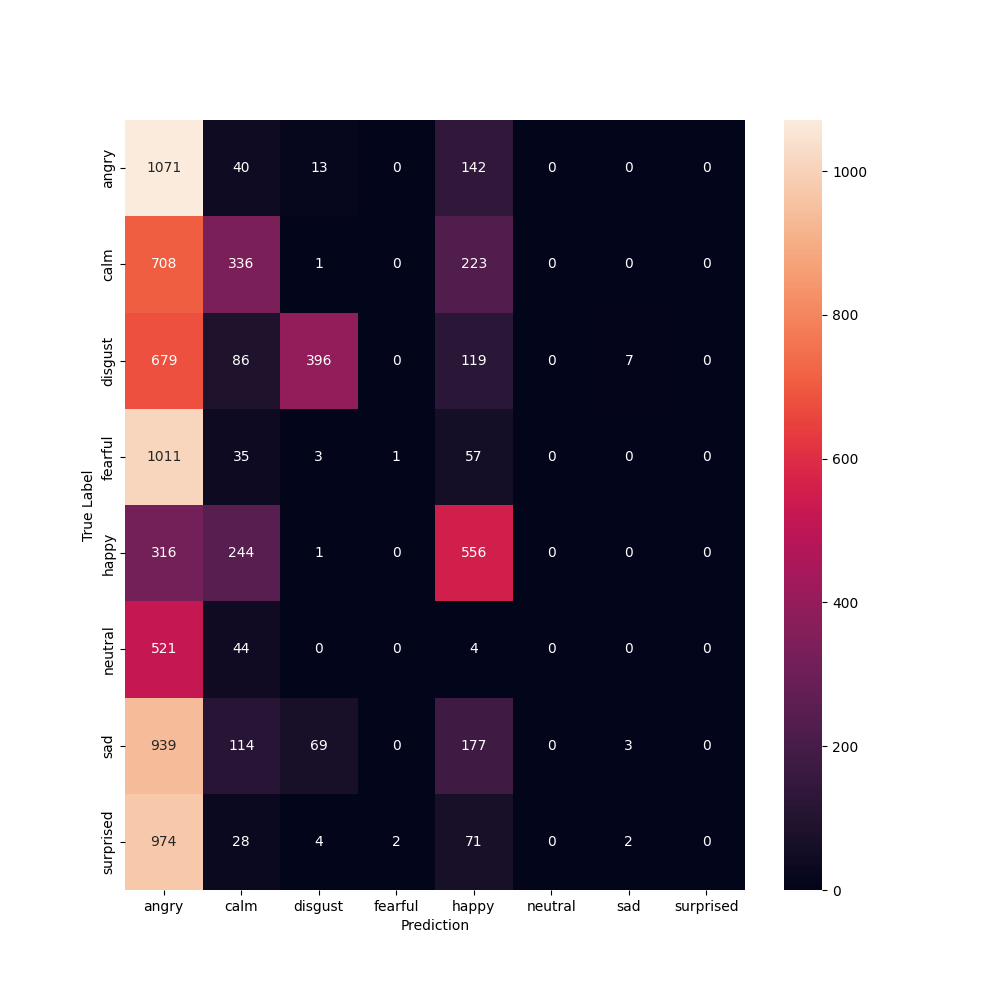 angry 1071 40 13 0 142 0 0 0
calm 708 336 1 0 223 0 0 0
disgust 679 86 396 0 119 0 7 0
fearful 1011 35 3 1 57 0 0 0
happy 316 244 1 0 556 0 0 0
neutral 521 44 0 0 4 0 0 0
sad 939 114 69 0 177 0 3 0
surprised 974 28 4 2 71 0 2 0
True Label
angry calm disgust fearful happy neutral sad surprised
Prediction
1000
800
600
400
200
0